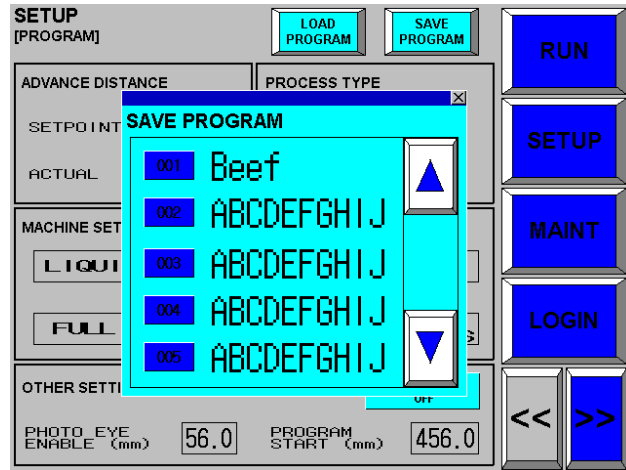 SETUP
[PROGRAM]
LOAD
PROGRAM
SAVE
PROGRAM
RUN
ADVANCE DISTANCE
PROCESS TYPE
SETPOINT
ACTUAL
SAVE PROGRAM
001 Beef
002 ABCDEFGHIJ
003 ABCDEFGHIJ
004 ABCDEFGHIJ
005 ABCDEFGHIJ
SETUP
MACHINE SET
LIQUI
FULL
S
MAINT
LOGIN
OTHER SETTI
OFF
PHOTO EYE
ENABLE (mm)
56.0
PROGRAM
START (mm)
456.0
<< >>